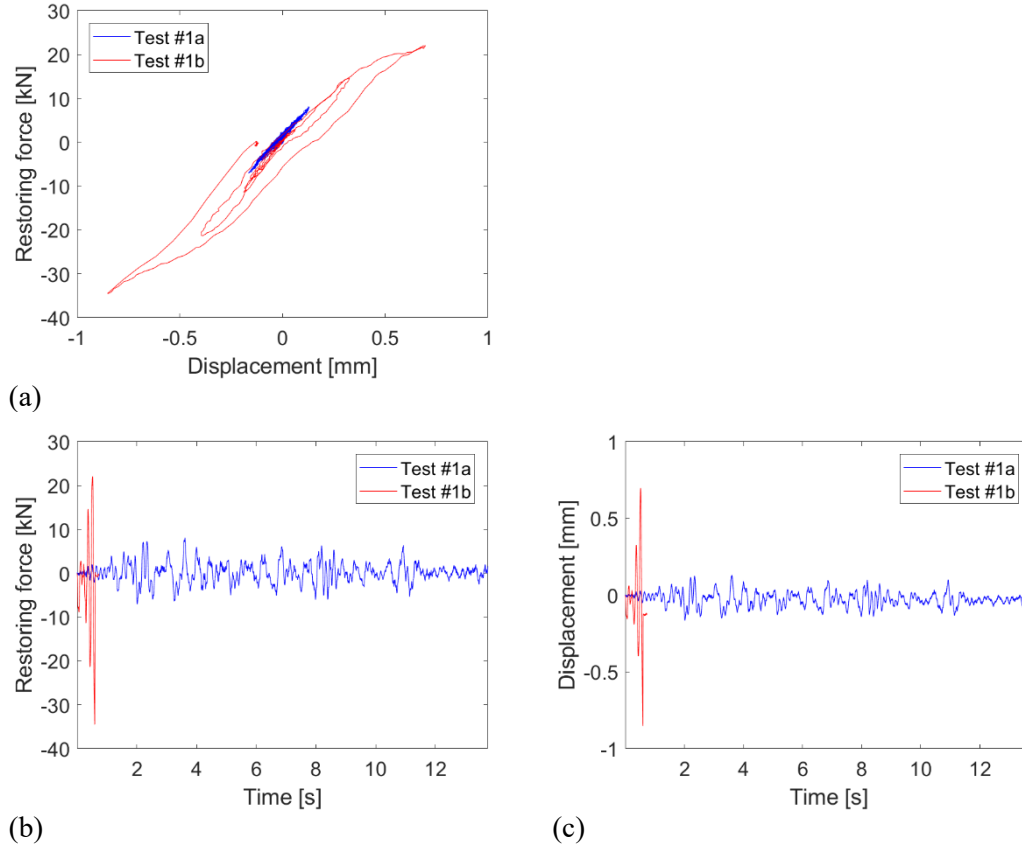 30
20
10
0
-10
-20
-30
-40
Restoring force [kN]
Test #1a
Test #1b
-1
-0.5
0
0.5
1
Displacement [mm]
(a)
30
20
10
0
-10
-20
-30
-40
Restoring force [kN]
Test #1a
Test #1b
2
4
6
8
10
12
Time [s]
(b)
1
0.5
0
-0.5
-1
Displacement [mm]
Test #1a
Test #1b
2
4
6
8
10
12
Time [s]
(c)